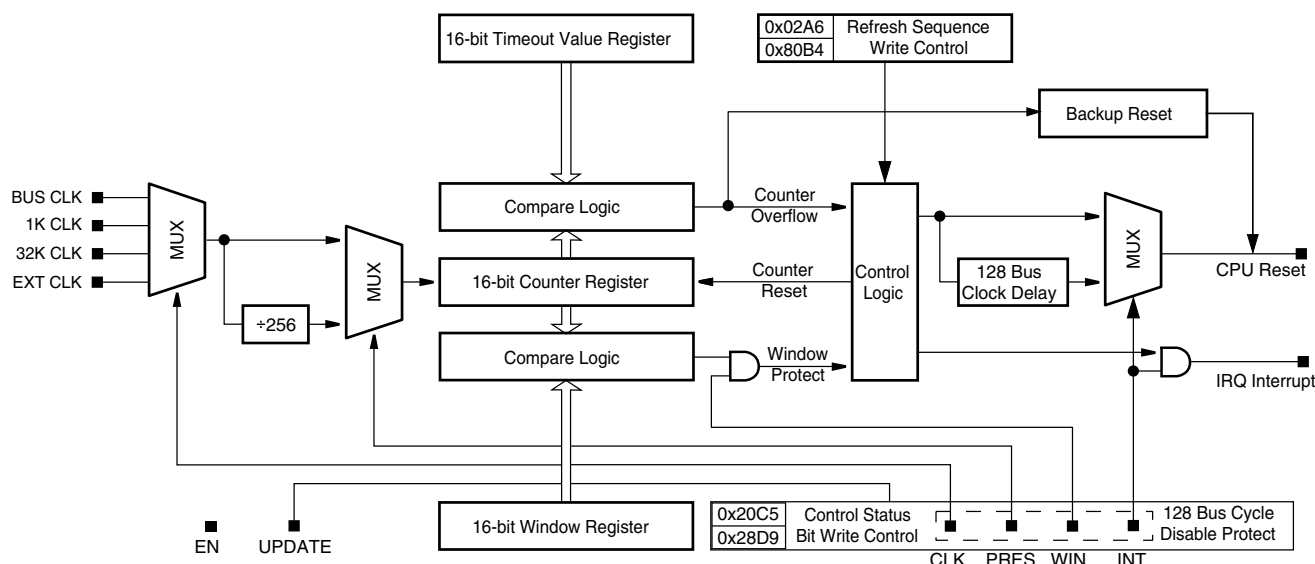 16-bit Timeout Value Register
0x02A6
0x80B4
Refresh Sequence
Write Control
Backup Reset
BUS CLK
1K CLK
32K CLK
EXT CLK
MUX
÷256
MUX
Compare Logic
16-bit Counter Register
Compare Logic
Counter
Overflow
Counter
Reset
Window
Protect
Control
Logic
128 Bus
Clock Delay
MUX
CPU Reset
IRQ Interrupt
EN
UPDATE
16-bit Window Register
0x20C5
0x28D9
Control Status
Bit Write Control
128 Bus Cycle
Disable Protect
CLK PRES WIN INT